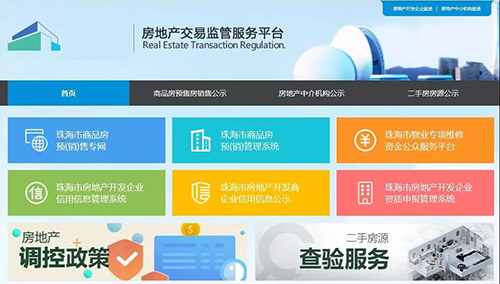 房地产开发企业登录 | 房地产中介机构登录
房地产交易监管服务平台
Real Estate Transaction Regulation.
首页
商品房预售房销售公示
房地产中介机构公示
二手房房源公示
珠海市商品房
预(销)售专网
珠海市商品房
预(销)管理系统
珠海市物业专项维修
资金公众服务平台
信
珠海市房地产开发企业
信用信息管理系统
珠海市房地产开发商
企业信用信息公示
珠海市房地产开发企业
资质申报管理系统
房地产
调控政策
二手房源
查验服务